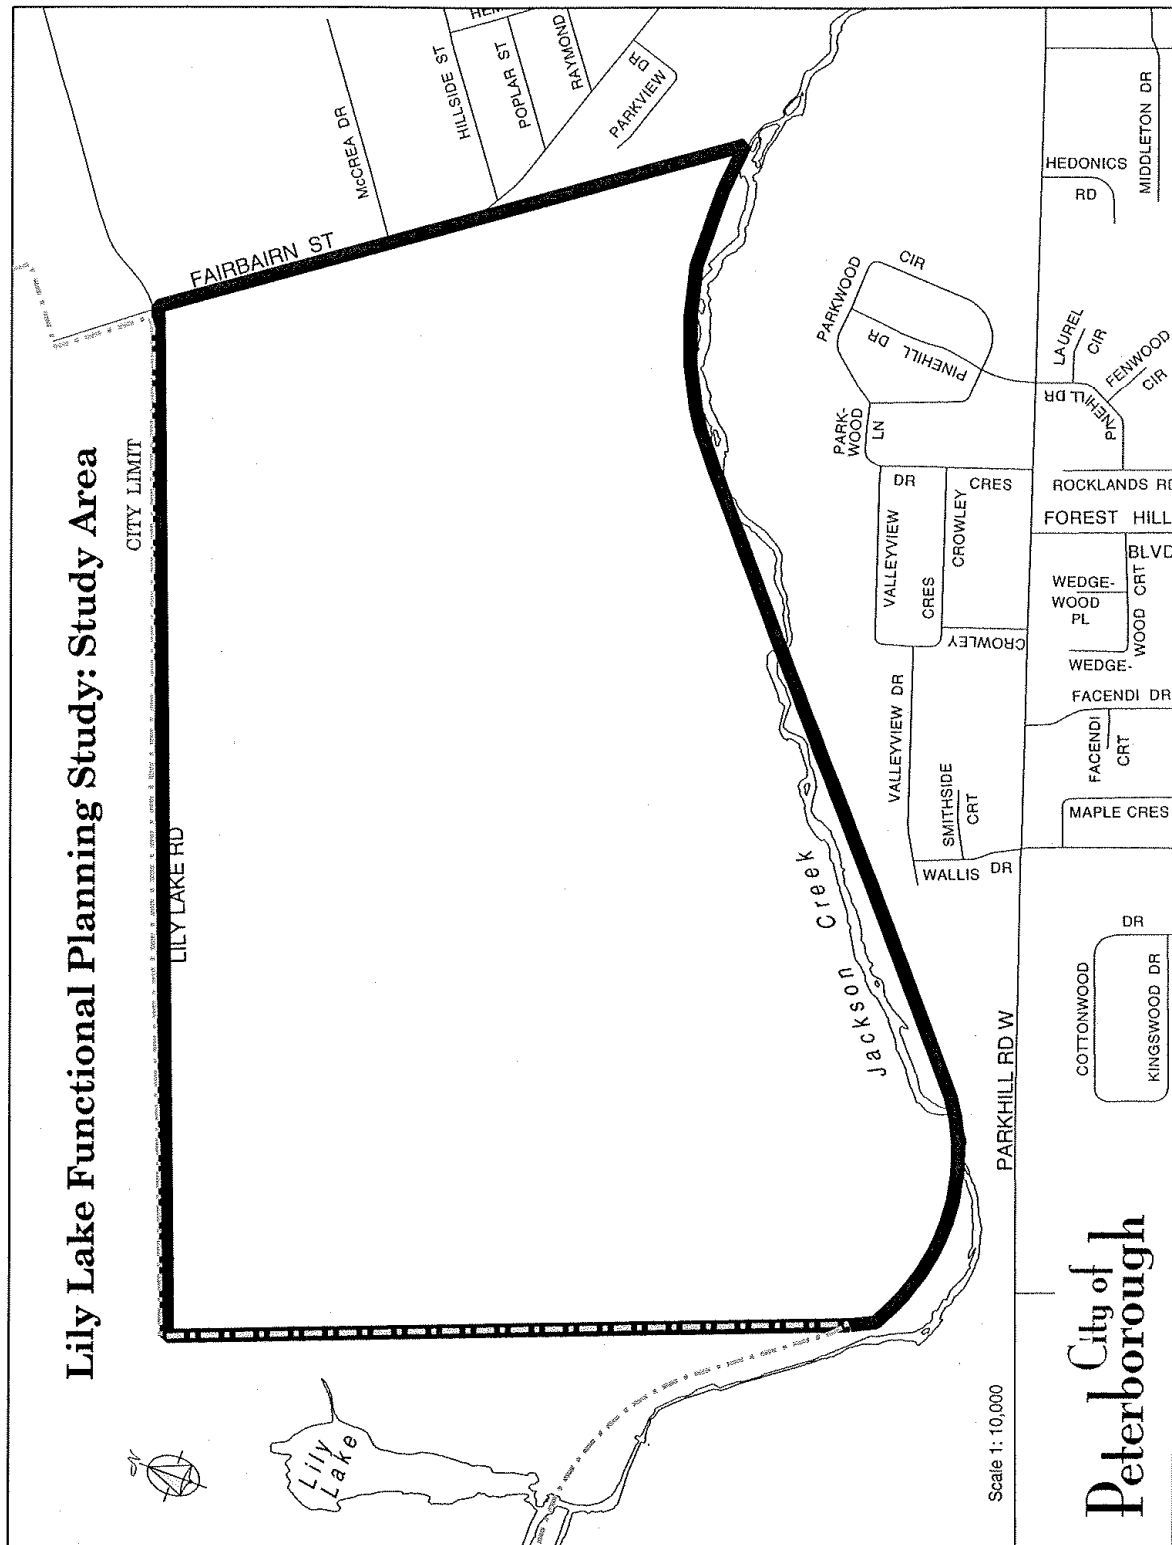 Lily Lake Functional Planning Study: Study Area
CITY LIMIT
LILY LAKE RD
FAIRBAIRN ST
McCREA DR
HILLSIDE ST
POPLAR ST
RAYMOND
PARKVIEW
DR
Lily
Lake
Jackson Creek
PARKHILL RD W
PARKWOOD
CIR
PINEHILL DR
PARK-
WOOD
LN
VALLEYVIEW
DR
CRES
CROWLEY
CRES
CROWLEY
VALLEYVIEW DR
SMITHSIDE
CRT
WALLIS DR
HEDONICS
RD
MIDDLETON DR
LAUREL
CIR
FENWOOD
CIR
PINEHILL DR
ROCKLANDS RD
FOREST HILL
BLVD
WEDGE-
WOOD
PL
WEDGE-
WOOD CRT
FACENDI DR
FACENDI
CRT
MAPLE CRES
COTTONWOOD
DR
KINGSWOOD DR
Scale 1: 10,000
City of
Peterborough
N